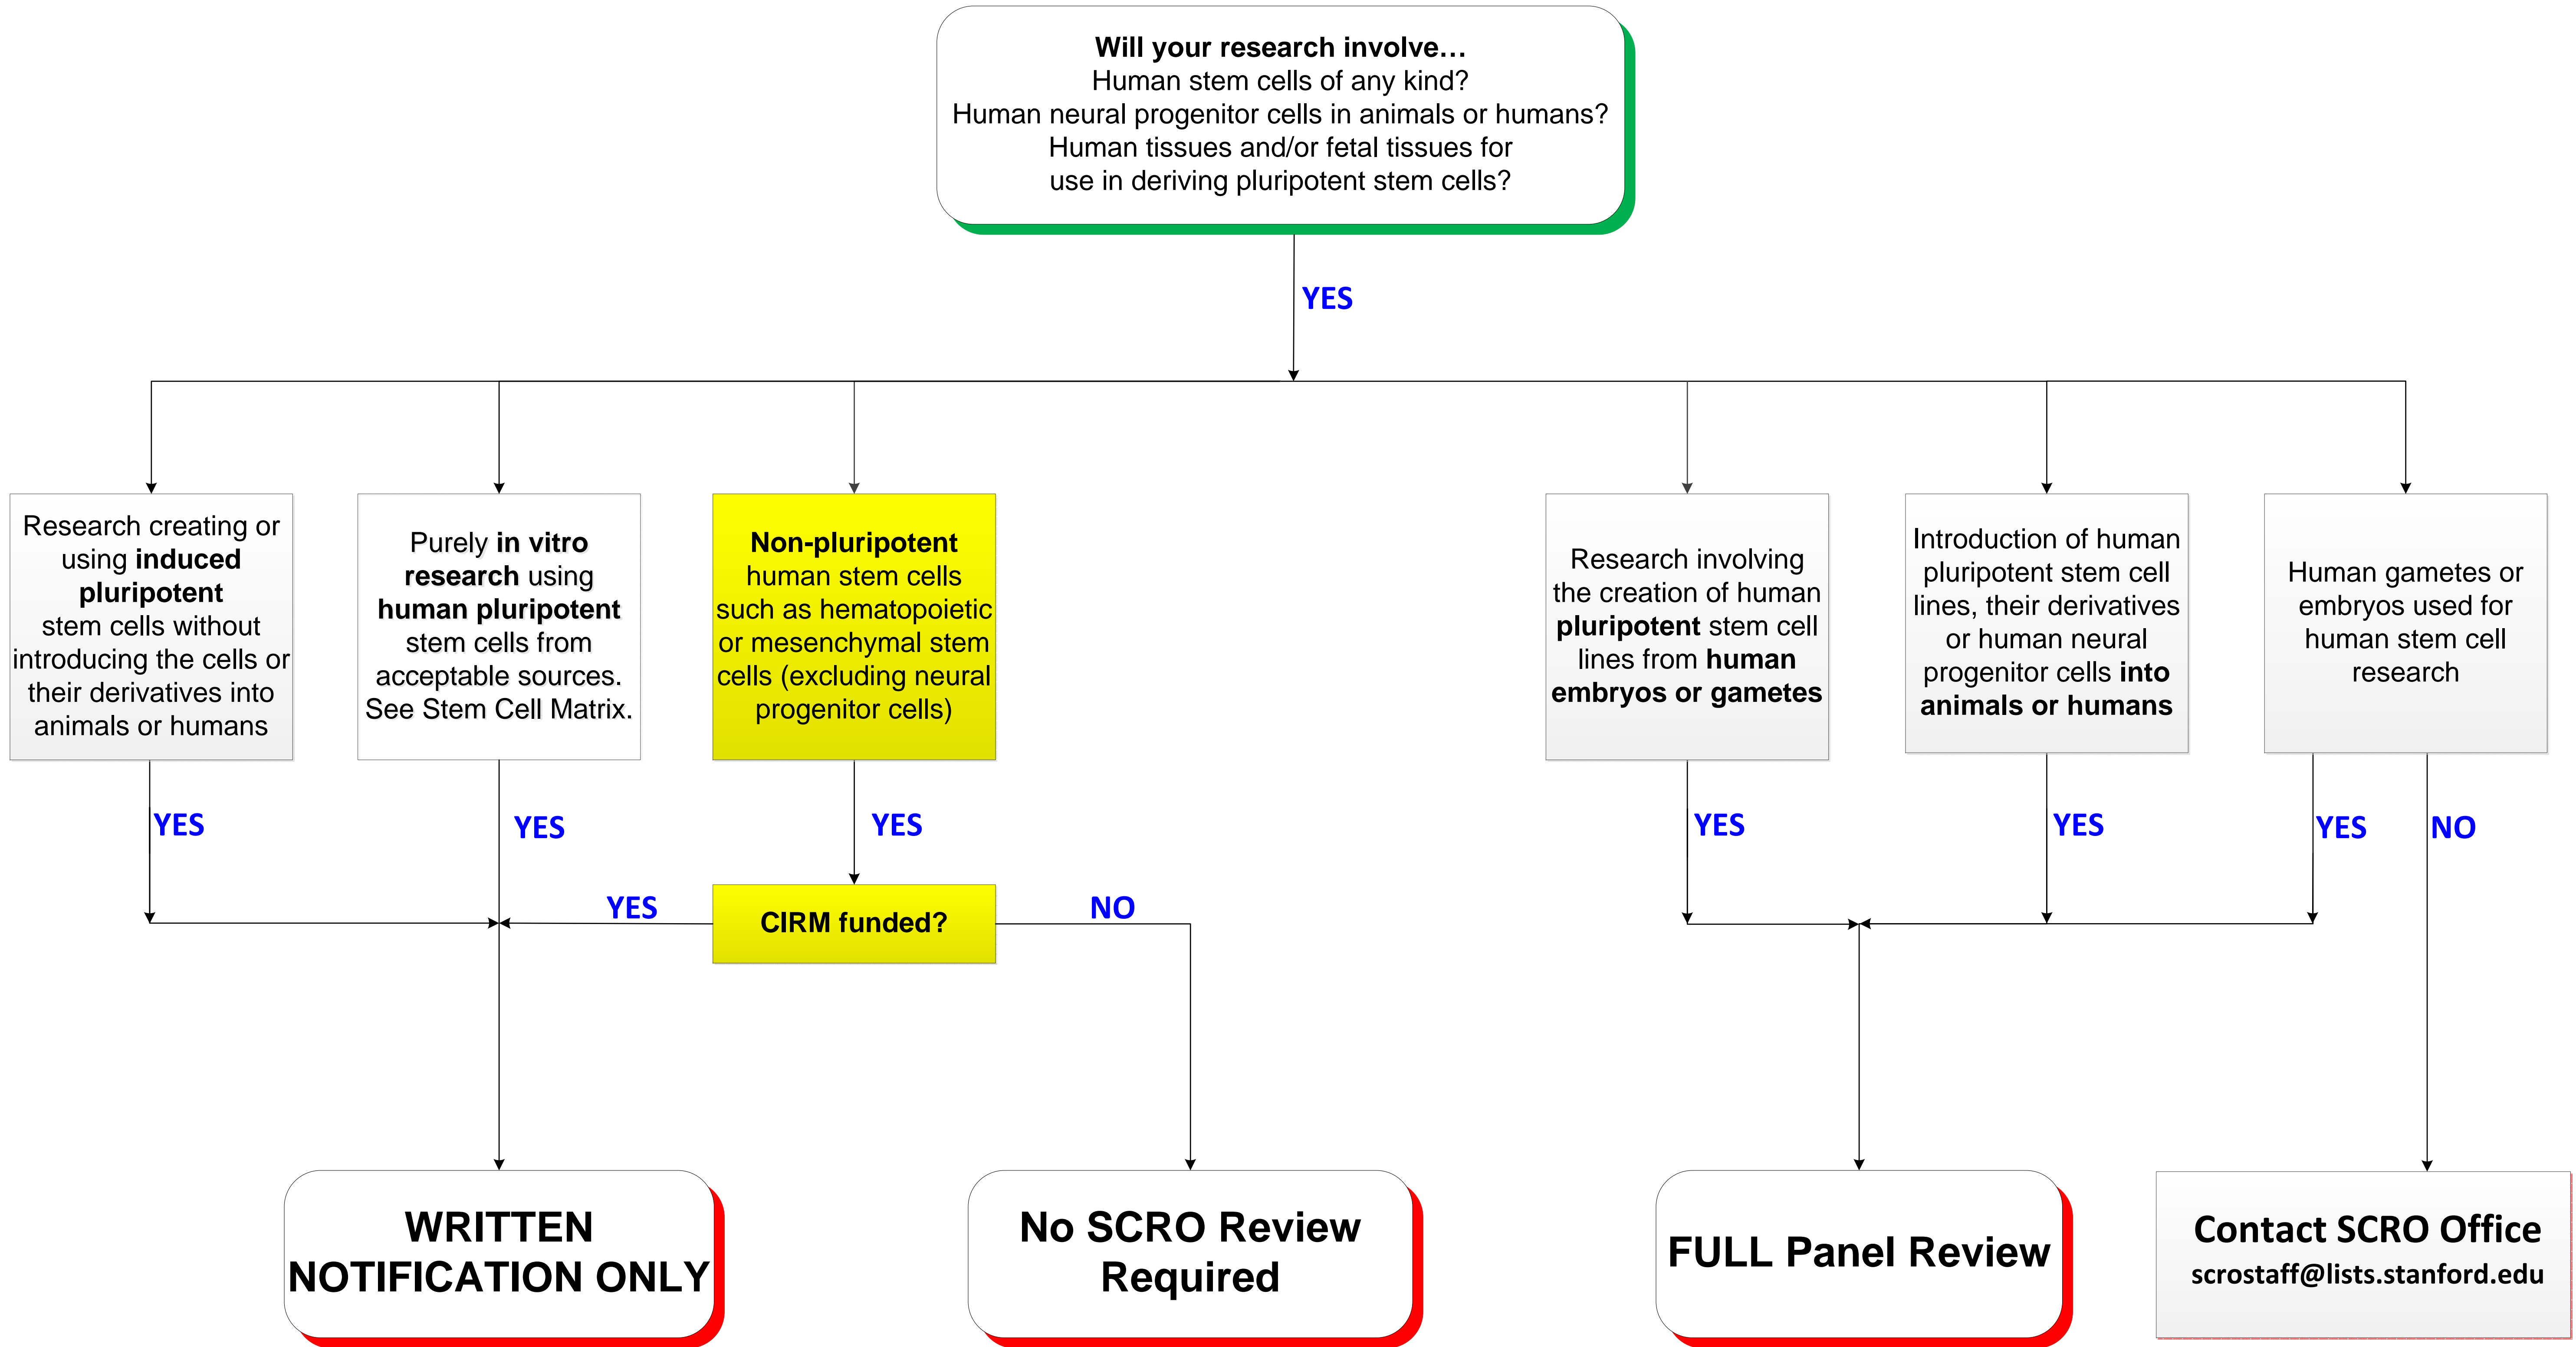 Will your research involve…
Human stem cells of any kind?
Human neural progenitor cells in animals or humans?
Human tissues and/or fetal tissues for
use in deriving pluripotent stem cells?
YES
Research creating or
using induced
pluripotent
stem cells without
introducing the cells or
their derivatives into
animals or humans
Purely in vitro
research using
human pluripotent
stem cells from
acceptable sources.
See Stem Cell Matrix.
Non-pluripotent
human stem cells
such as hematopoietic
or mesenchymal stem
cells (excluding neural
progenitor cells)
Research involving
the creation of human
pluripotent stem cell
lines from human
embryos or gametes
Introduction of human
pluripotent stem cell
lines, their derivatives
or human neural
progenitor cells into
animals or humans
Human gametes or
embryos used for
human stem cell
research
YES
YES
YES
YES
YES
YES
NO
YES
CIRM funded?
NO
WRITTEN
NOTIFICATION ONLY
No SCRO Review
Required
FULL Panel Review
Contact SCRO Office
scrostaff@lists.stanford.edu